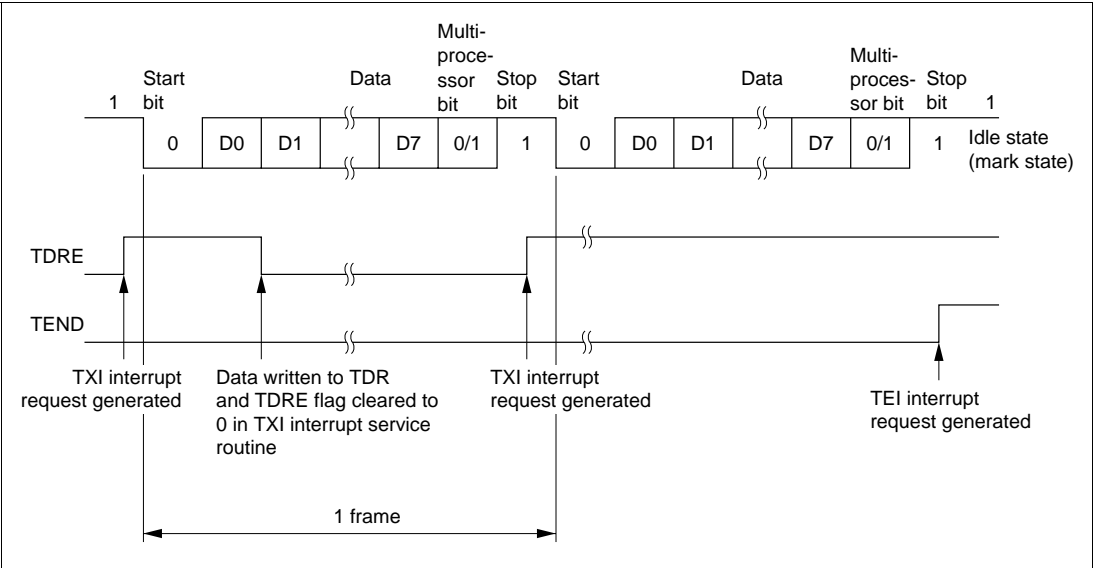 1
Start
bit
Data
Multi-
proce-
ssor
bit
Stop
bit
Start
bit
Data
Multi-
proces-
sor bit
Stop
bit
1
0 D0 D1 D7 0/1 1 0 D0 D1 D7 0/1 1
Idle state
(mark state)
TDRE
TEND
TXI interrupt
request generated
Data written to TDR
and TDRE flag cleared to
0 in TXI interrupt service
routine
TXI interrupt
request generated
TEI interrupt
request generated
1 frame